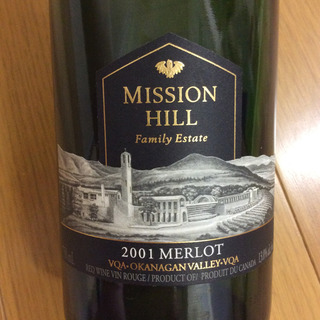 MISSION
HILL
Family Estate
2001 MERLOT
VQA·OKANAGAN VALLEY·VQA
RED WINE VIN ROUGE / PRODUCT OF/ PRODUIT DU CANADA